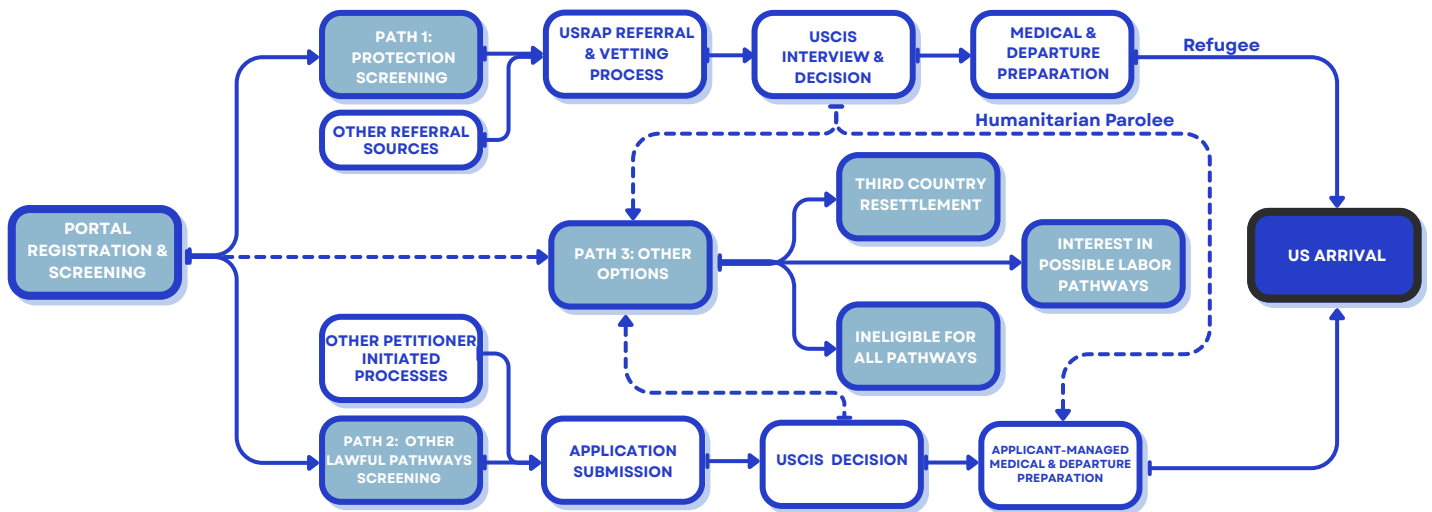 PATH 1:
PROTECTION
SCREENING
USRAP REFERRAL
& VETTING
PROCESS
USCIS
INTERVIEW &
DECISION
MEDICAL &
DEPARTURE
PREPARATION
Refugee
OTHER REFERRAL
SOURCES
Humanitarian Parolee
PORTAL
REGISTRATION &
SCREENING
PATH 3: OTHER
OPTIONS
THIRD COUNTRY
RESETTLEMENT
INTEREST IN
POSSIBLE LABOR
PATHWAYS
INELIGIBLE FOR
ALL PATHWAYS
US ARRIVAL
OTHER PETITIONER
INITIATED
PROCESSES
PATH 2: OTHER
LAWFUL PATHWAYS
SCREENING
APPLICATION
SUBMISSION
USCIS DECISION
APPLICANT-MANAGED
MEDICAL & DEPARTURE
PREPARATION